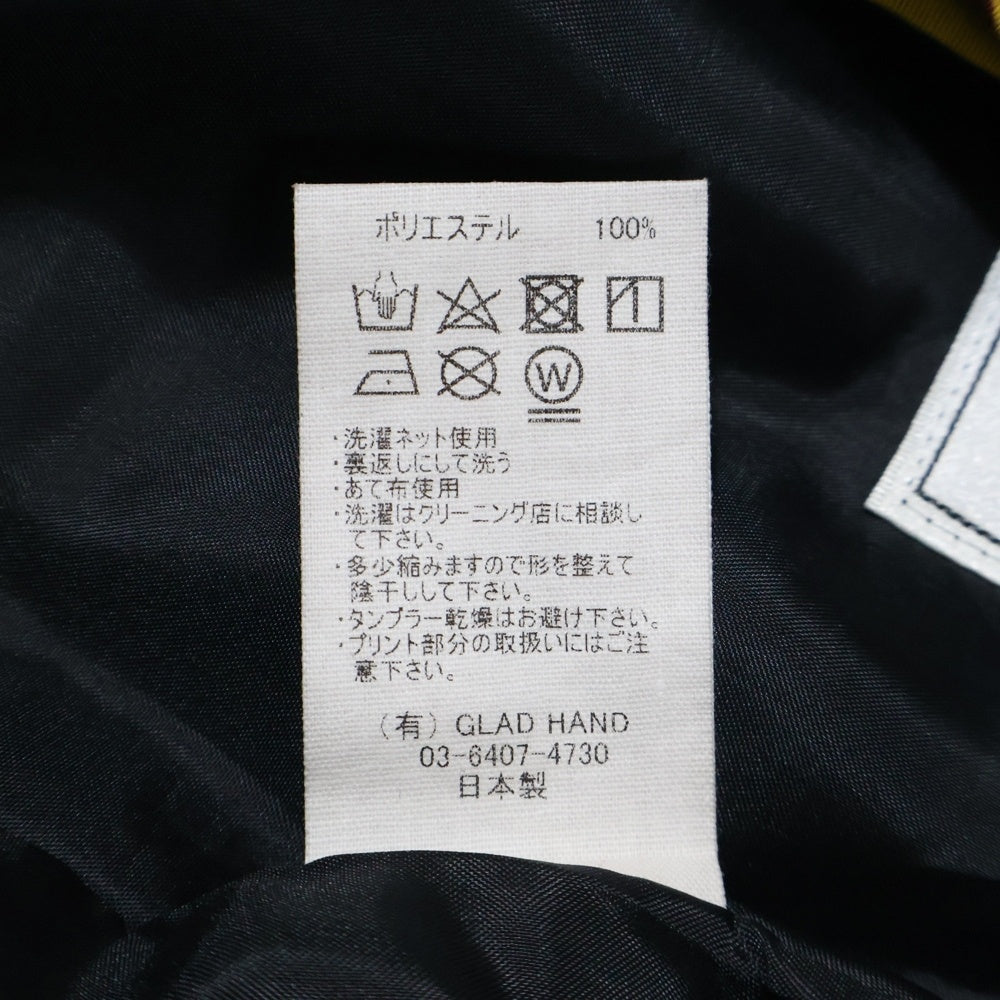 ポリエステル 100%
W
・洗濯ネット使用
・裏返しにして洗う
・あて布使用
・洗濯はクリーニング店に相談し
て下さい。
・多少縮みますので形を整えて
陰干しして下さい。
・タンブラー乾燥はお避け下さい。
・プリント部分の取扱いにはご注
意下さい。
(有) GLAD HAND
03-6407-4730
日本製